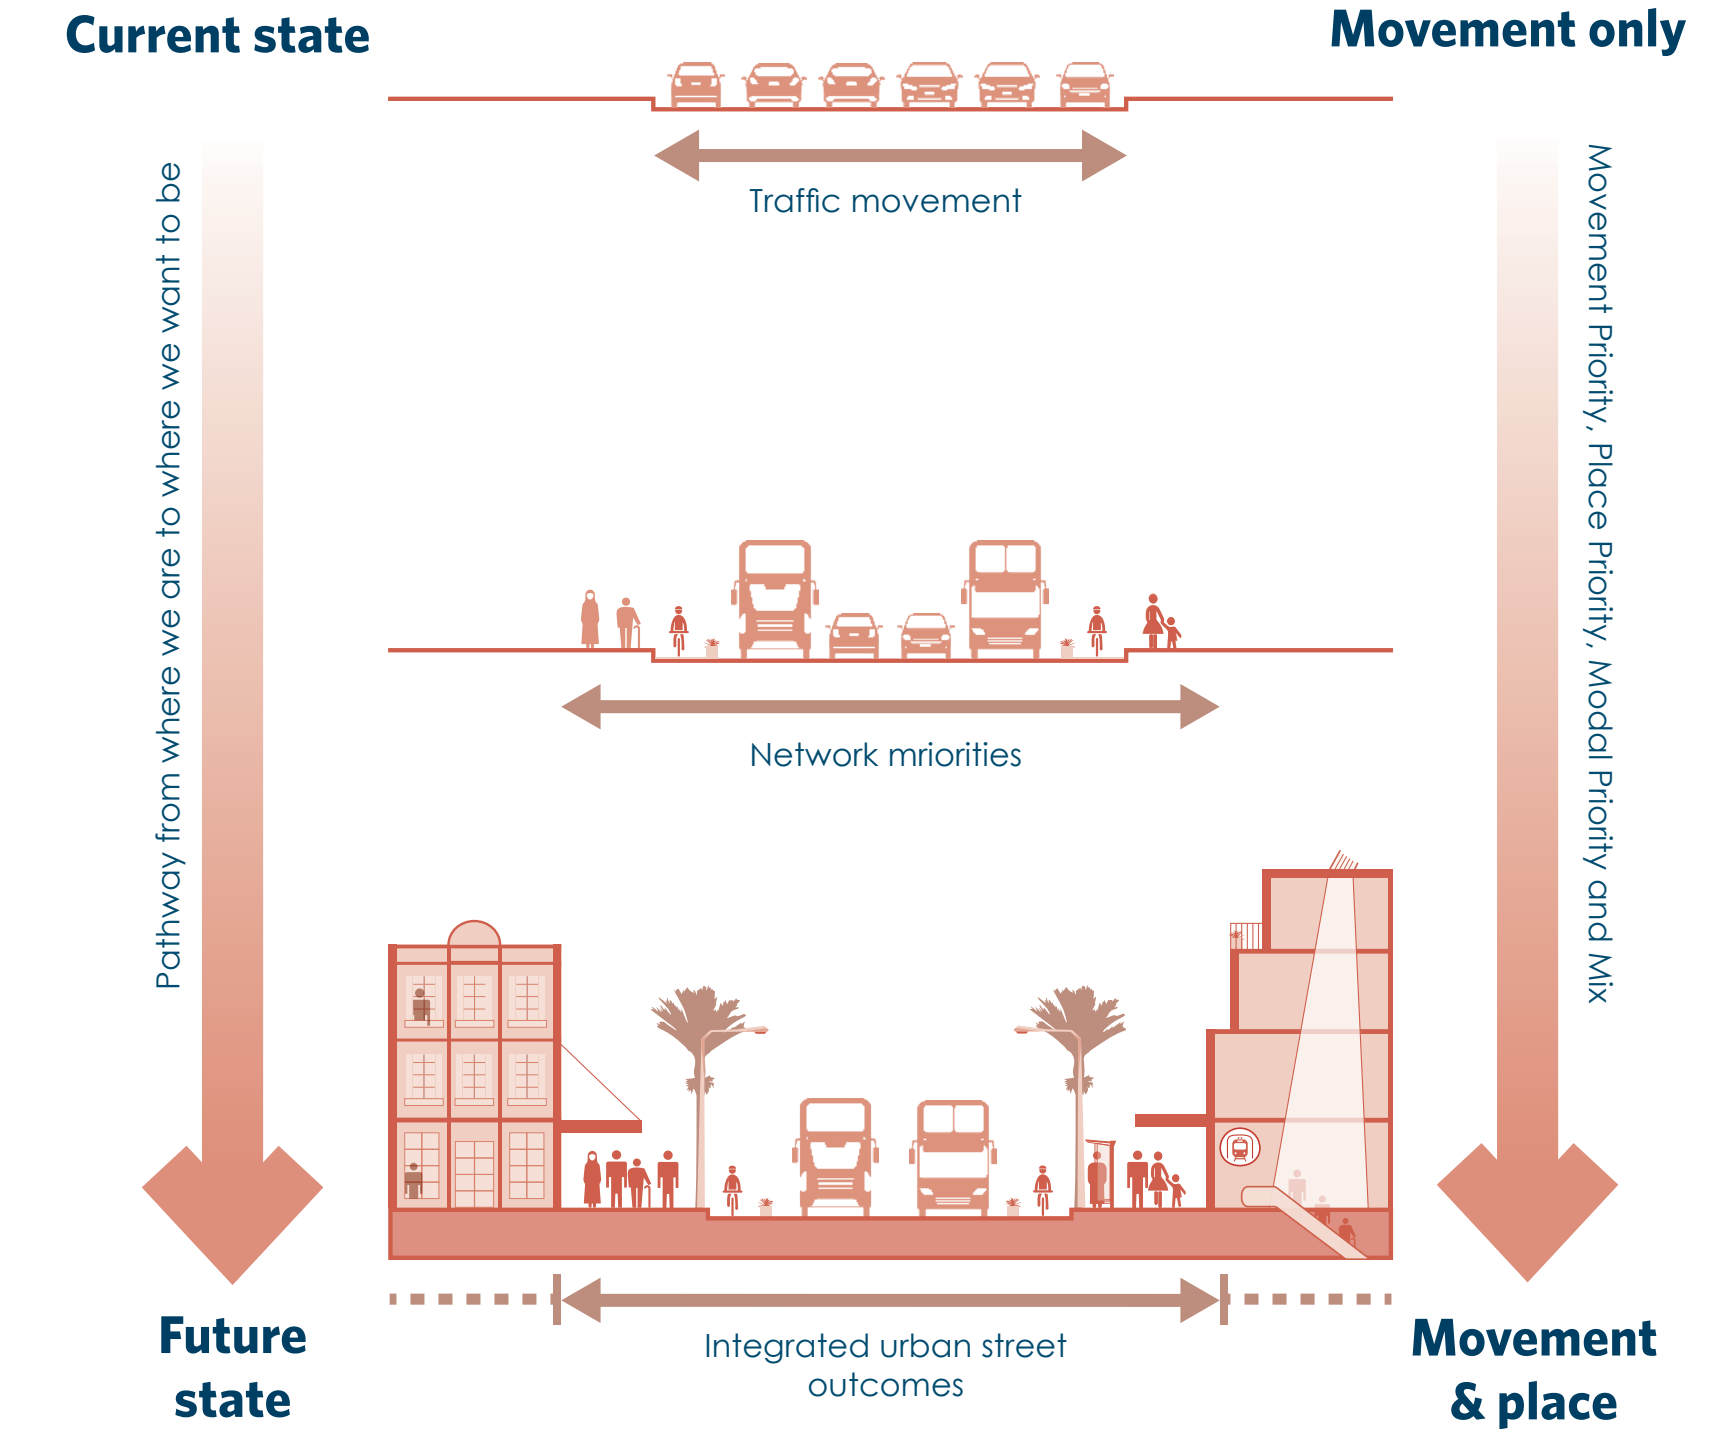 Current state
Movement only
Traffic movement
Pathway from where we are to where we want to be
Movement Priority, Place Priority, Modal Priority and Mix
Network mriorities
Integrated urban street
outcomes
Future
state
Movement
& place